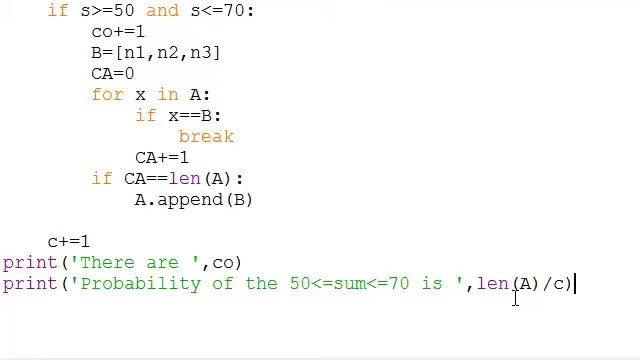 if s>=50 and s<=70:
co+=1
B=[n1,n2,n3]
CA=0
for x in A:
if x==B:
break
CA+=1
if CA==len(A):
A.append(B)
c+=1
print('There are ',co)
print('Probability of the 50<=sum<=70 is ',len(A)/c)